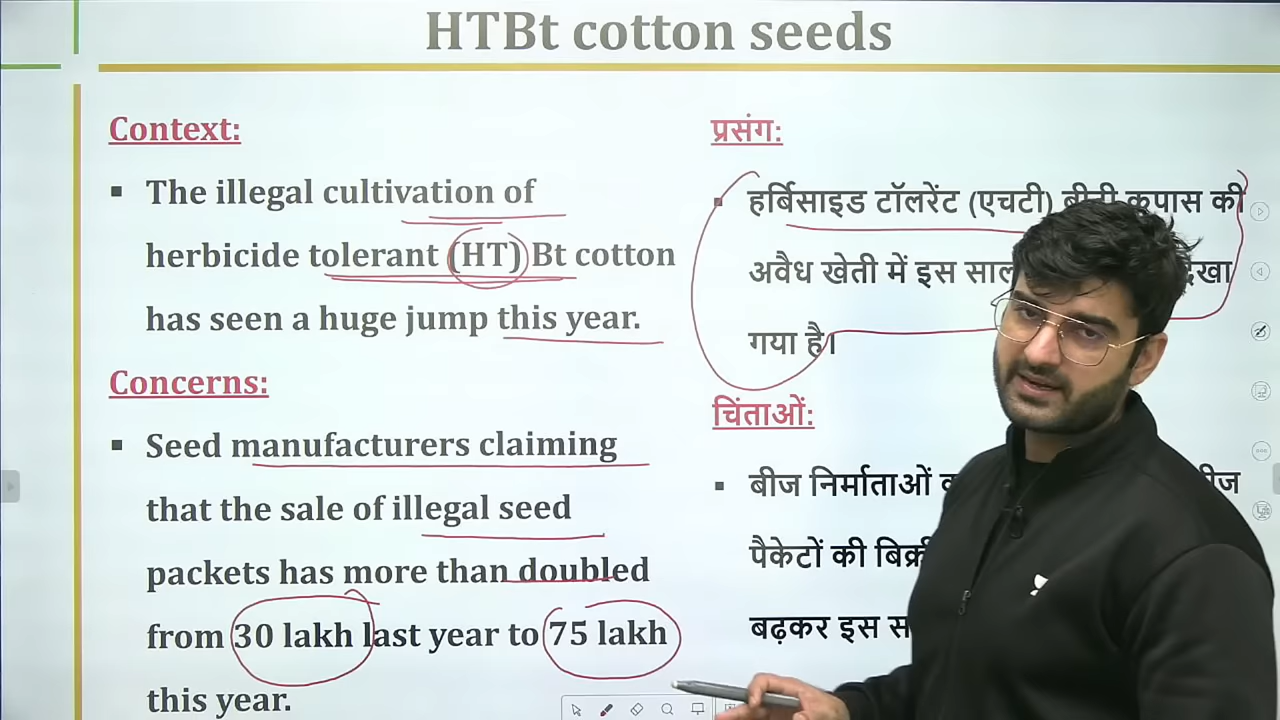 HTBt cotton seeds
Context:
▪ The illegal cultivation of
herbicide tolerant (HT) Bt cotton
has seen a huge jump this year.
Concerns:
▪ Seed manufacturers claiming
that the sale of illegal seed
packets has more than doubled
from 30 lakh last year to 75 lakh
this year.
प्रसंग:
▪ हर्बिसाइड टॉलरेंट (एचटी) बीटी कपास की
अवैध खेती में इस साल
गया है।
चिंताओं:
▪ बीज निर्माताओं
पैकेटों की
बढ़कर इस